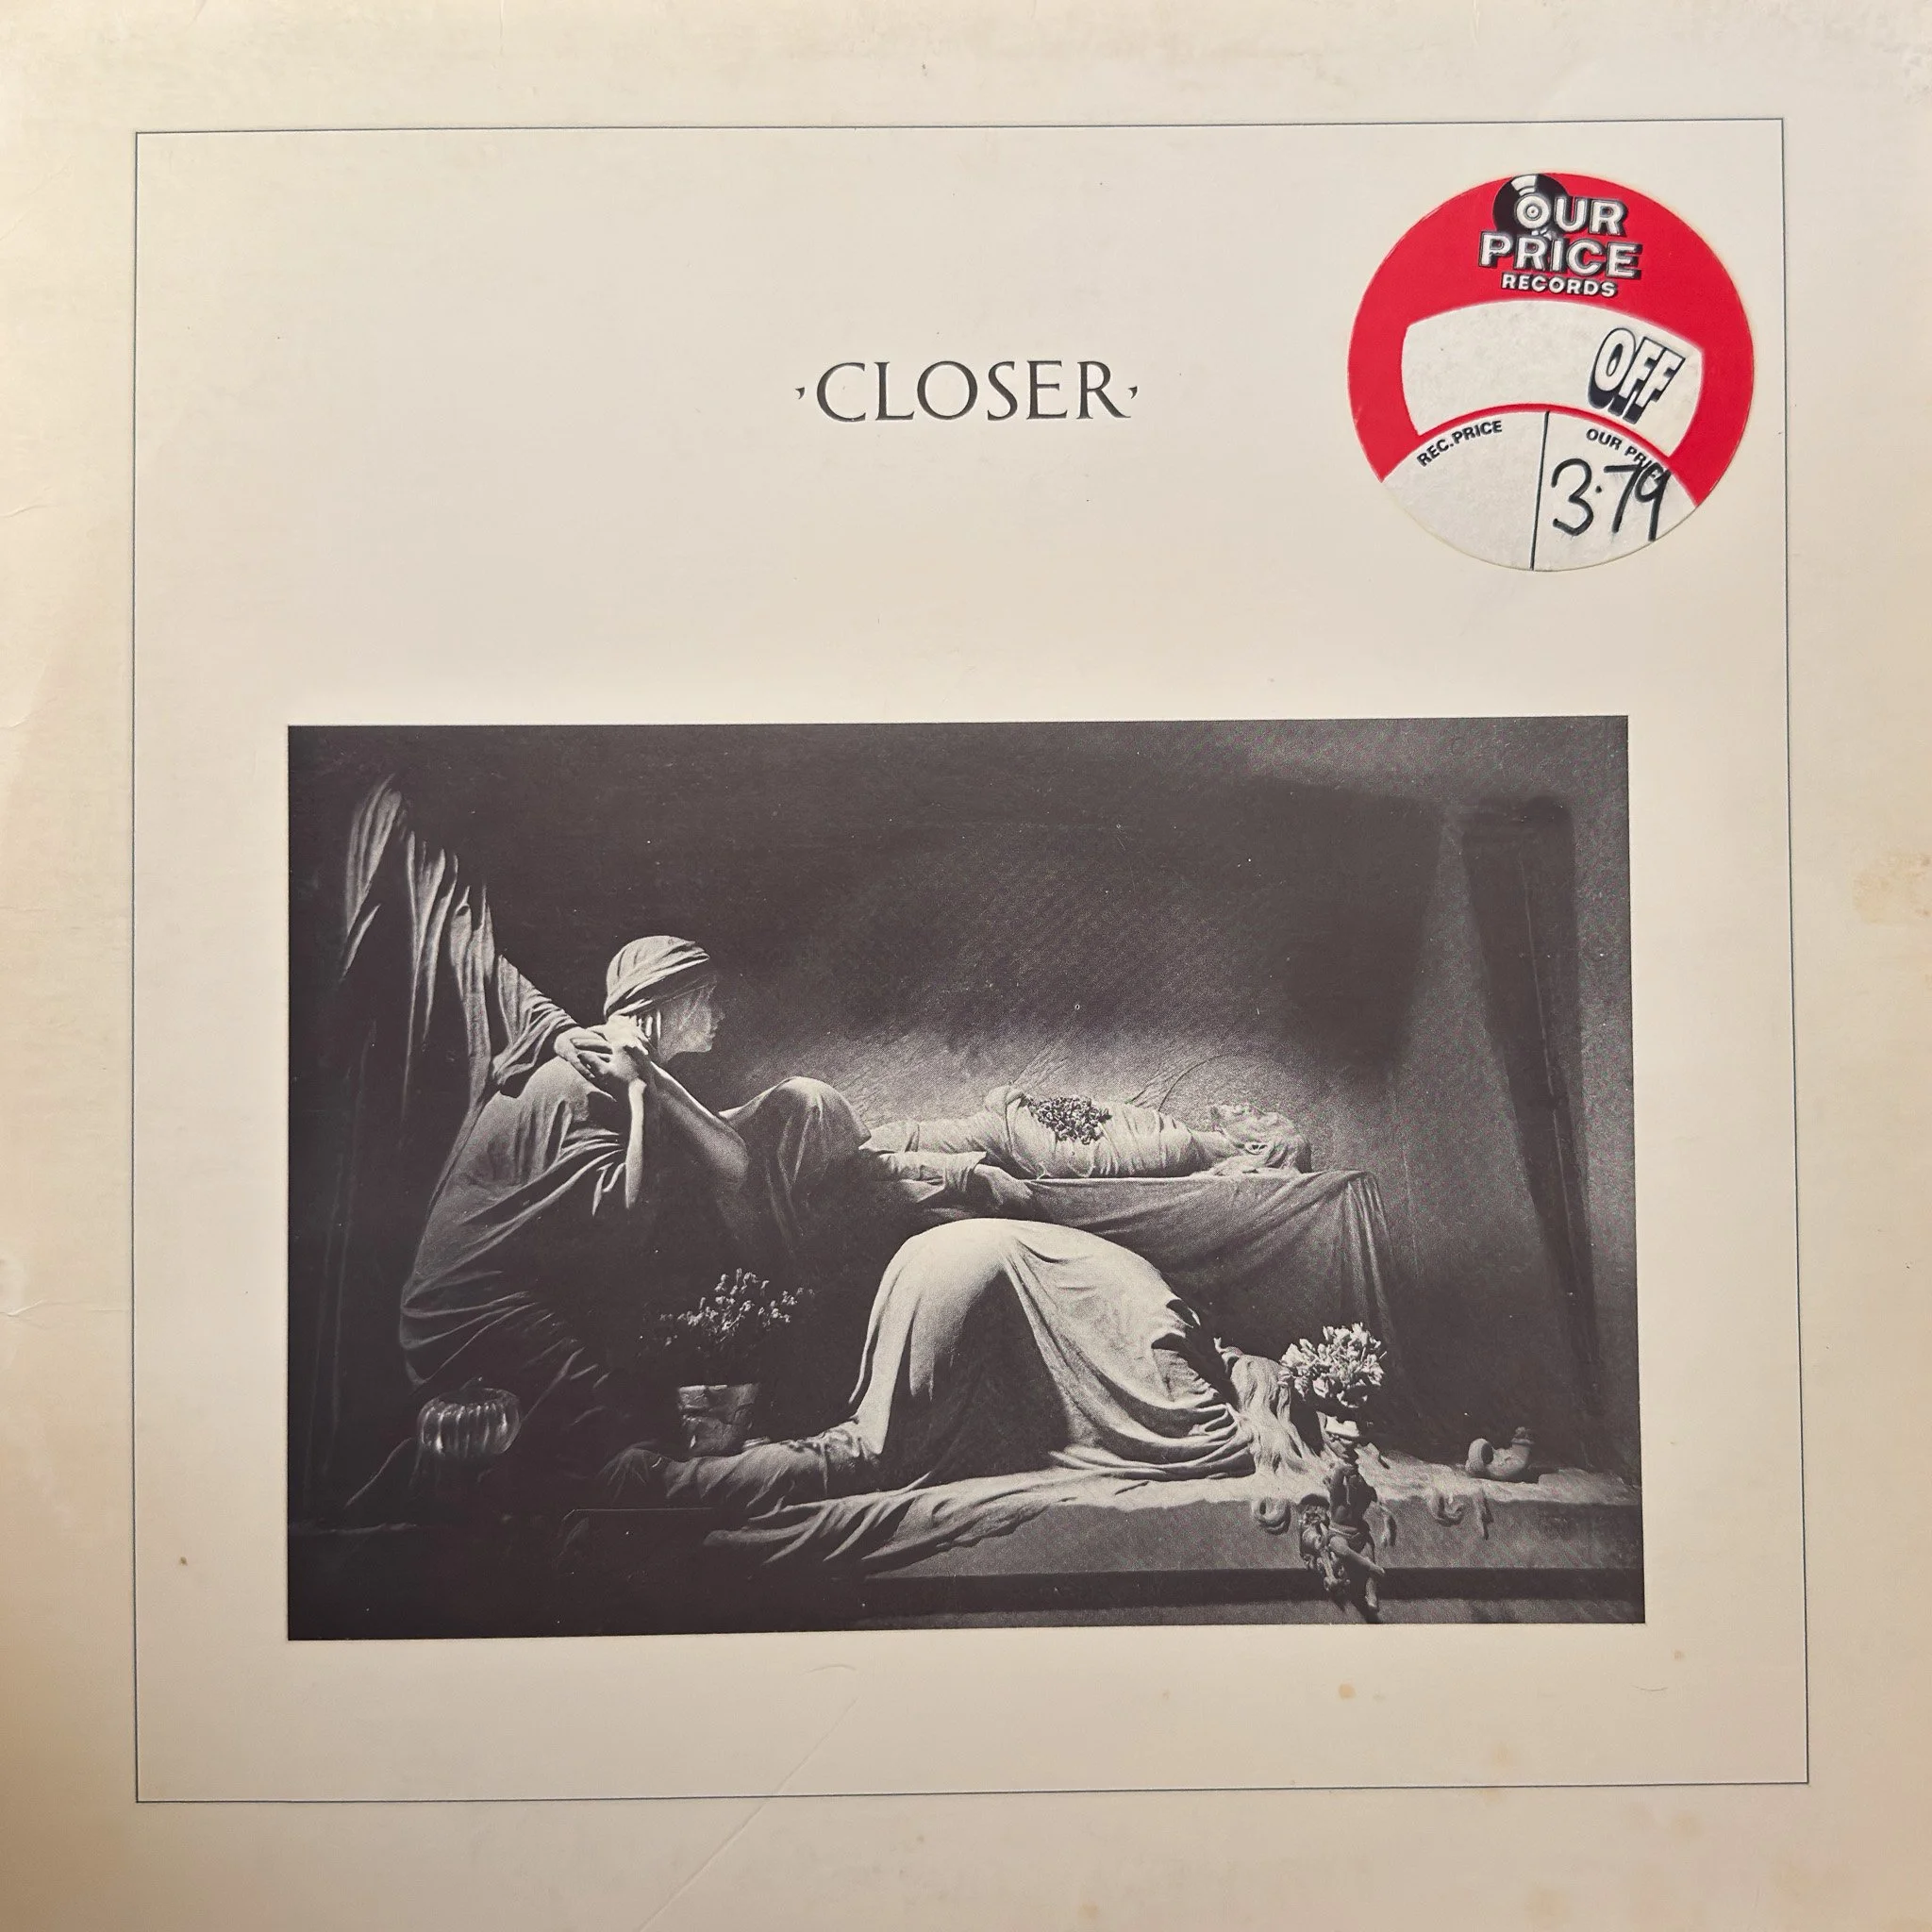 OUR
PRICE
RECORDS
OFF
·CLOSER·
REC. PRICE
OUR PRICE
3.79